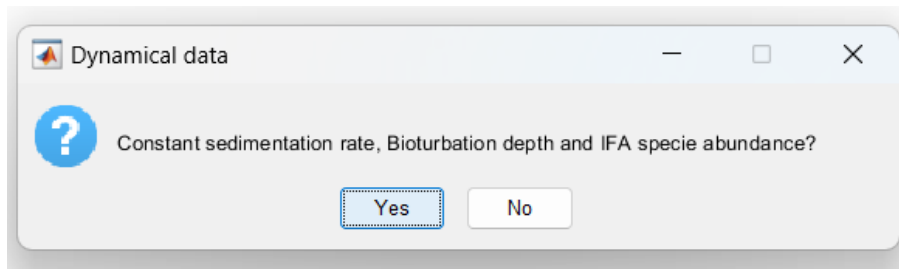 Dynamical data
Constant sedimentation rate, Bioturbation depth and IFA specie abundance?
Yes No